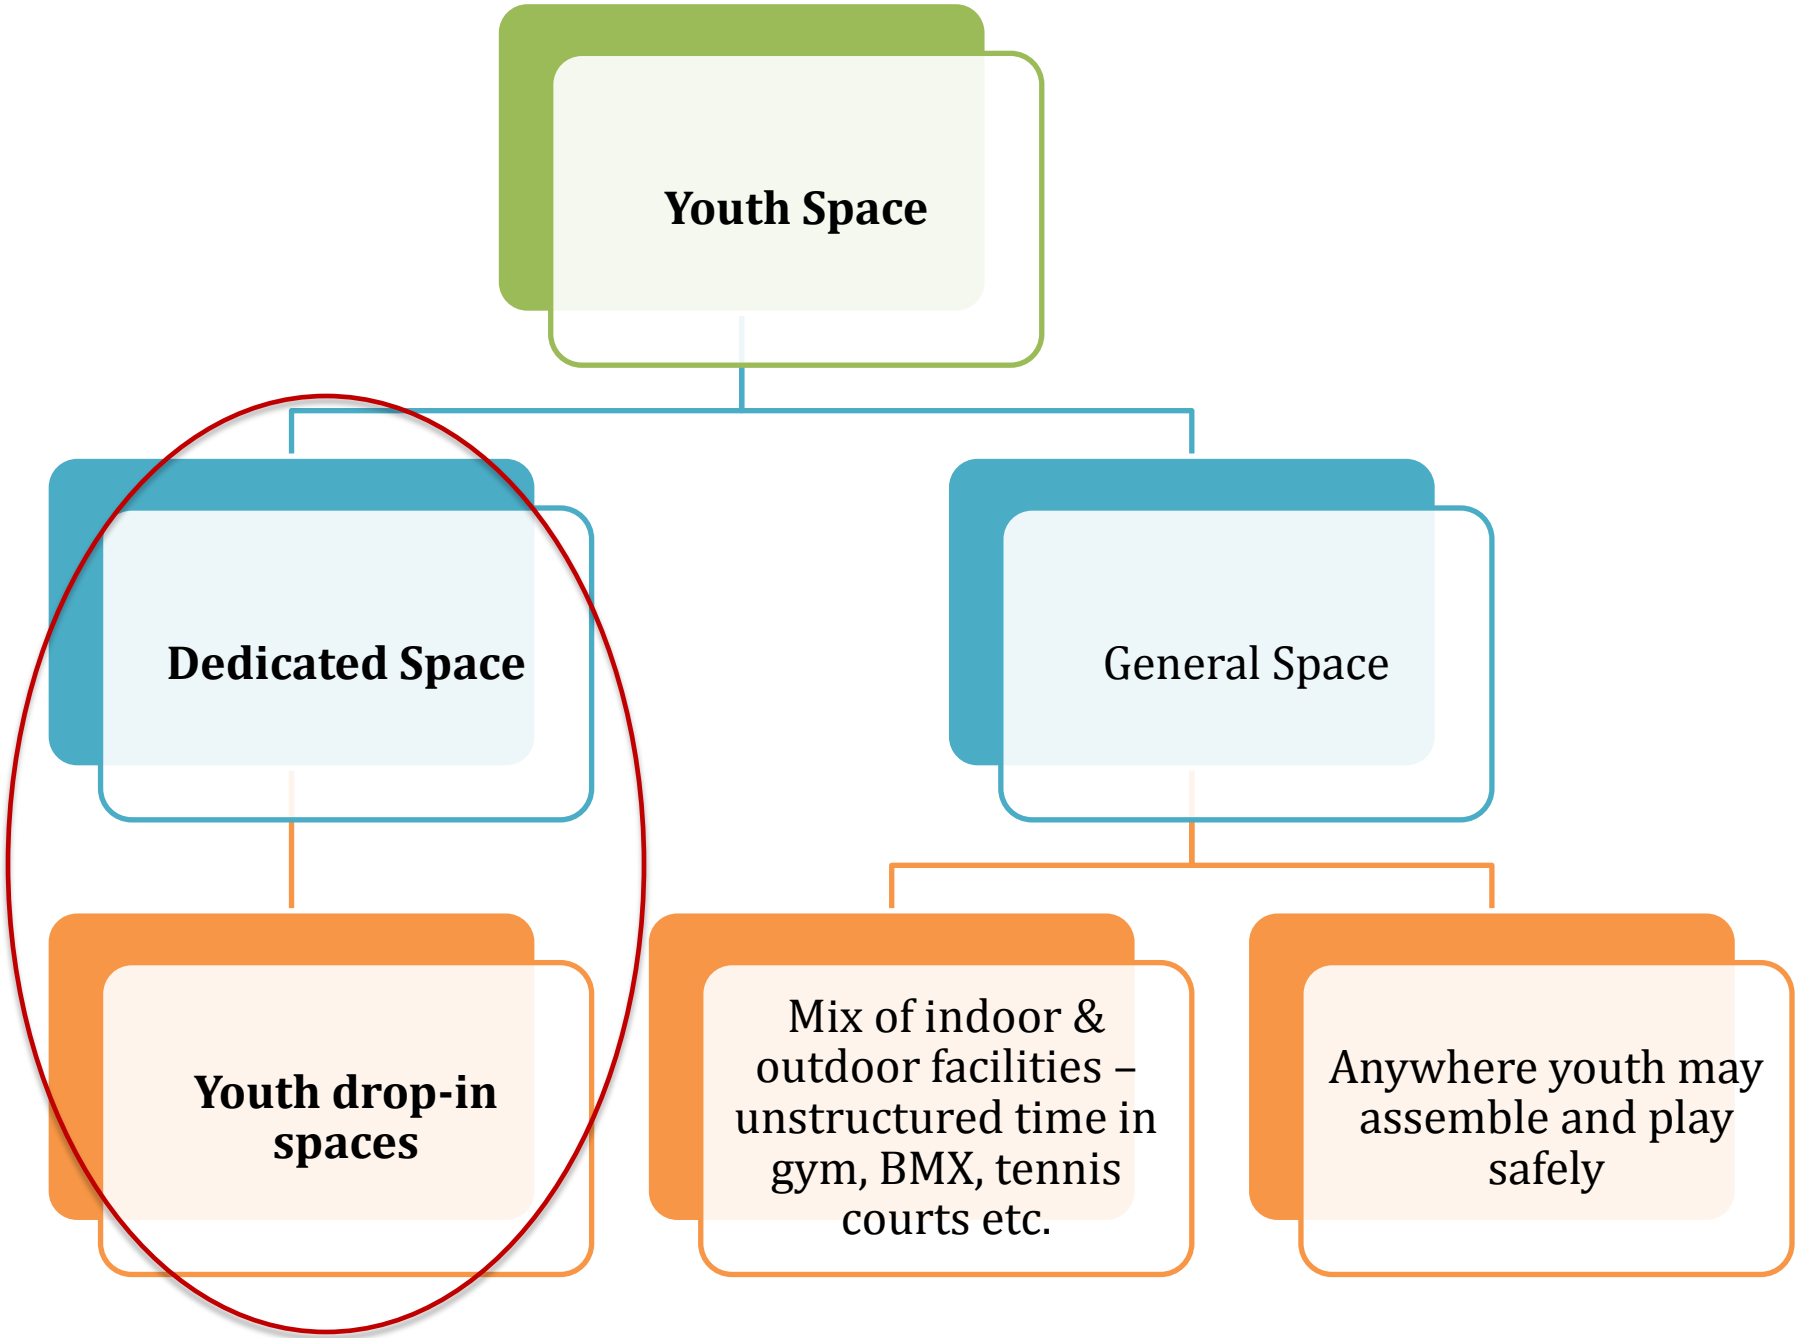 Youth Space
Dedicated Space
General Space
Youth drop-in
spaces
Mix of indoor &
outdoor facilities –
unstructured time in
gym, BMX, tennis
courts etc.
Anywhere youth may
assemble and play
safely